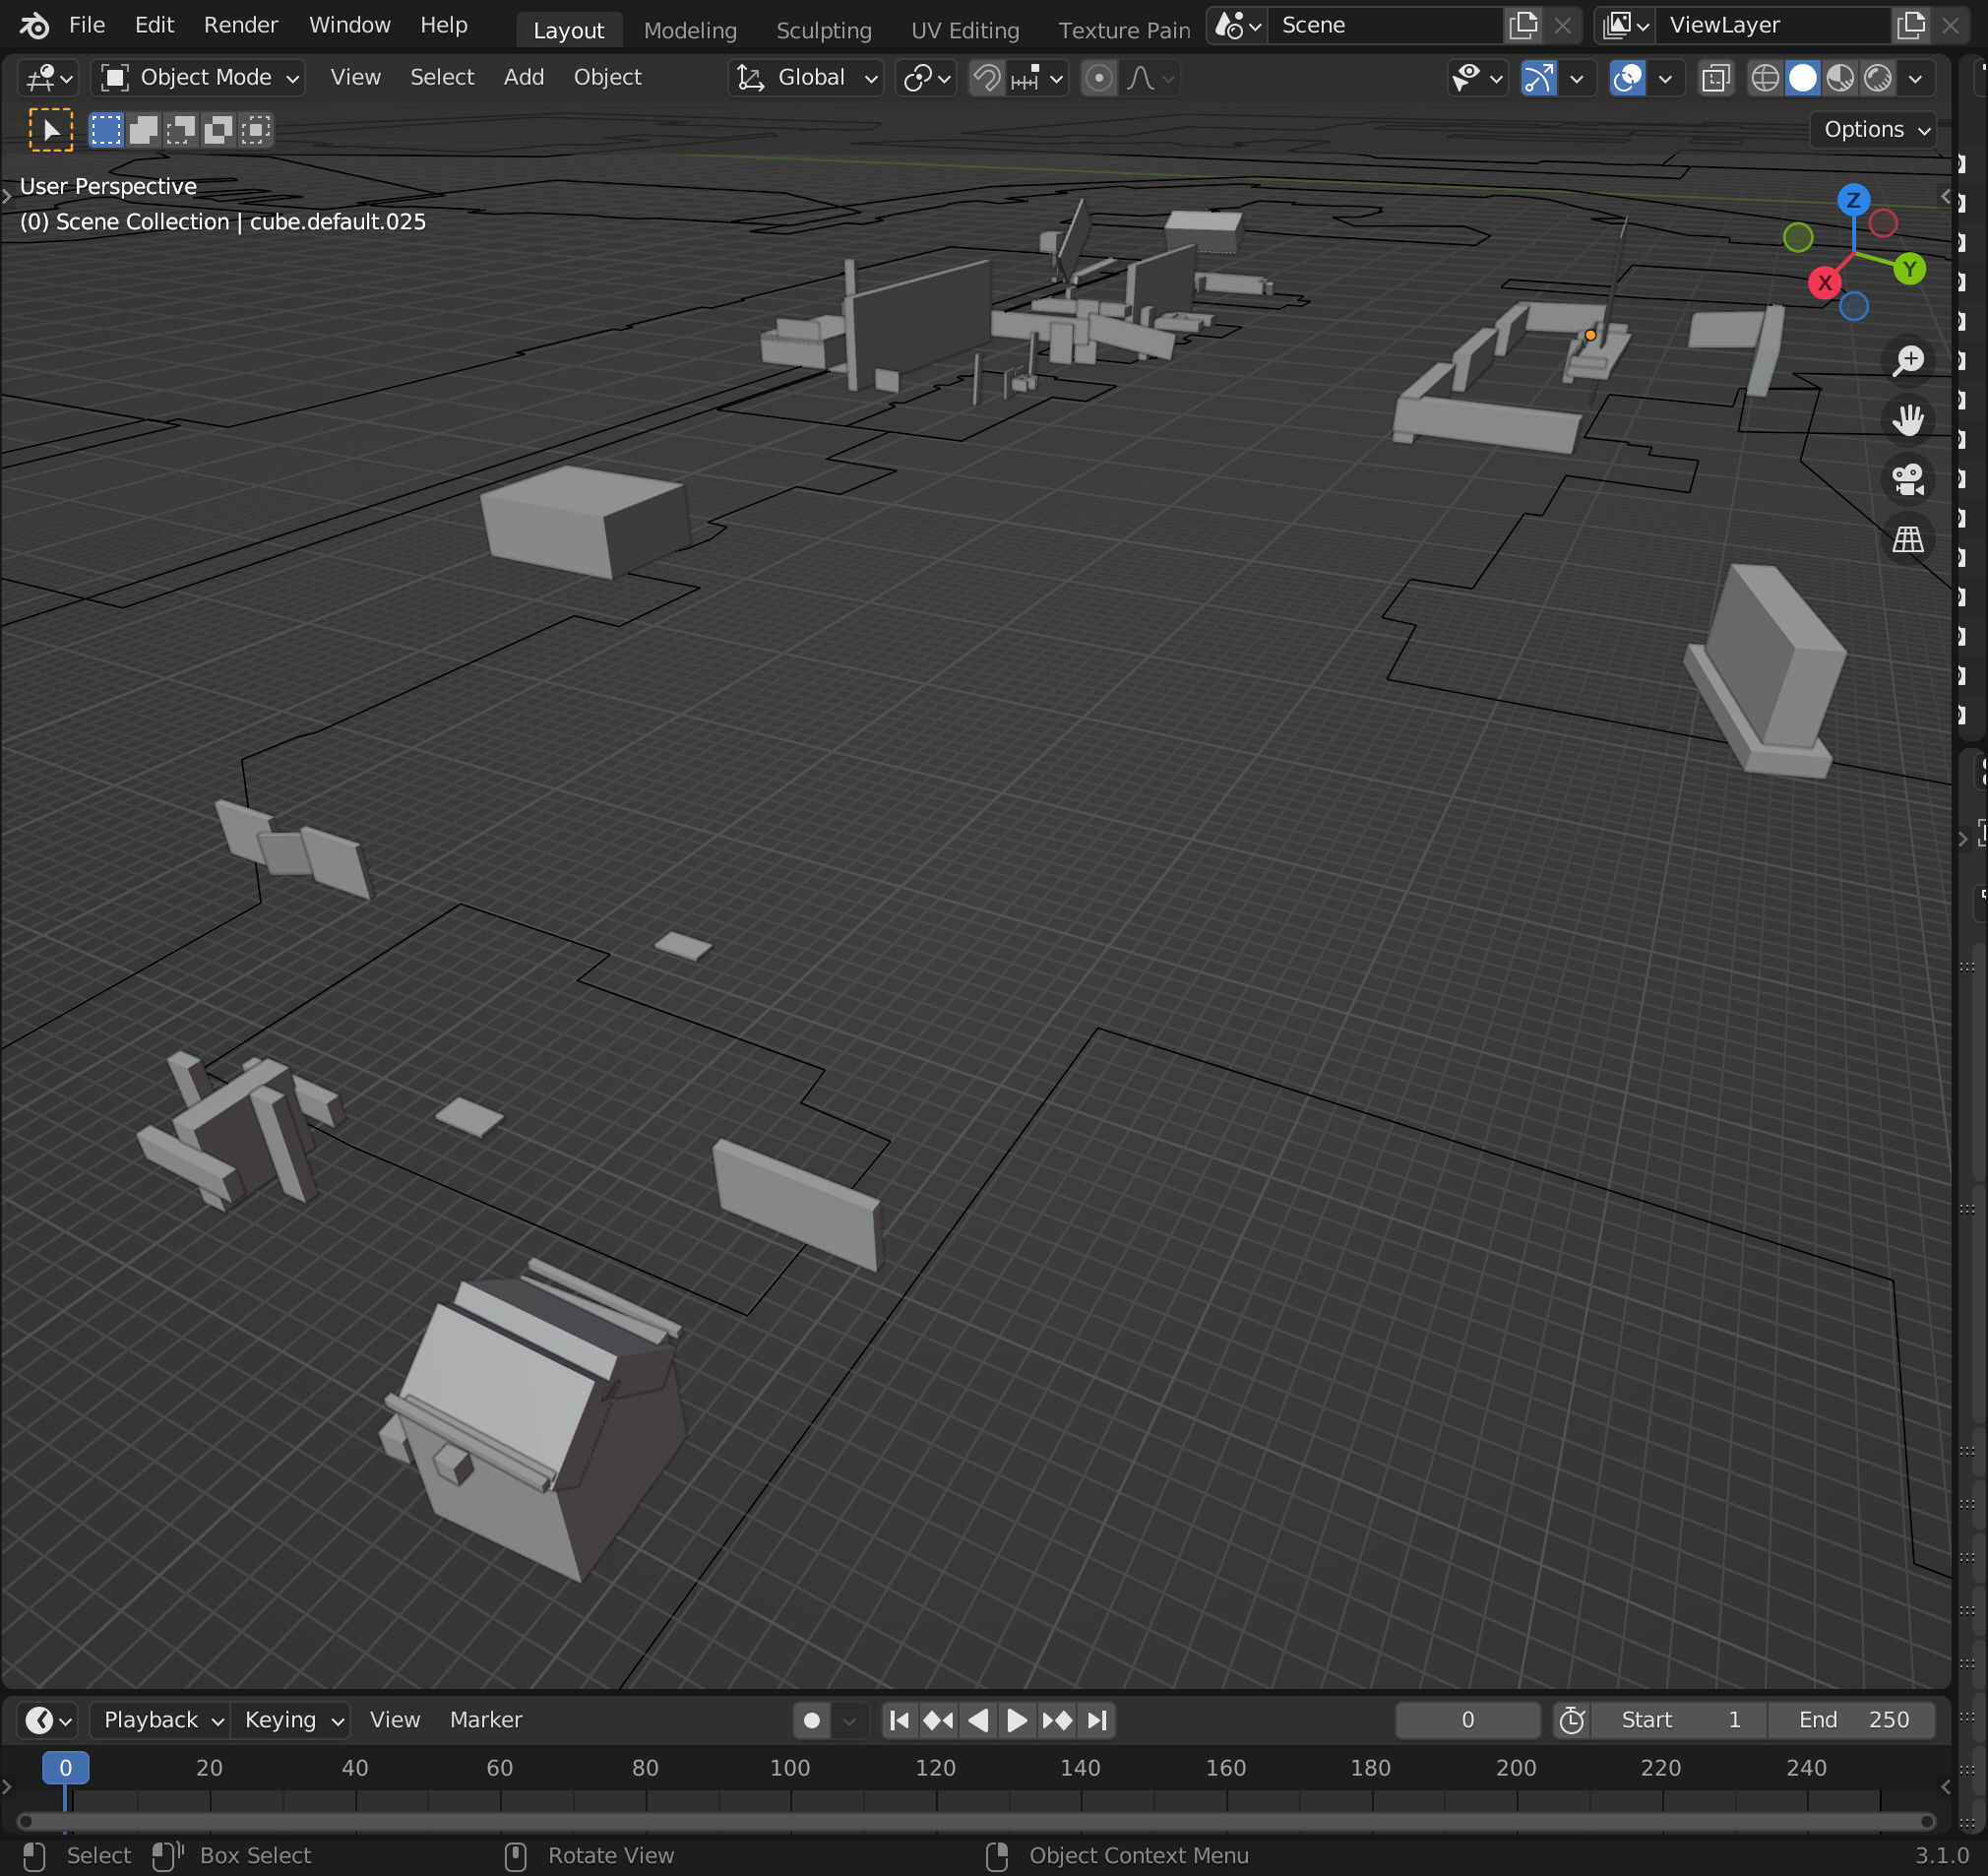 File Edit Render Window Help Layout Modeling Sculpting UV Editing Texture Pain Scene ViewLayer
Object Mode View Select Add Object Global
Options
User Perspective
(0) Scene Collection | cube.default.025
Z
Y
X
Playback Keying View Marker 0 Start 1 End 250
0 20 40 60 80 100 120 140 160 180 200 220 240
Select Box Select Rotate View Object Context Menu 3.1.0